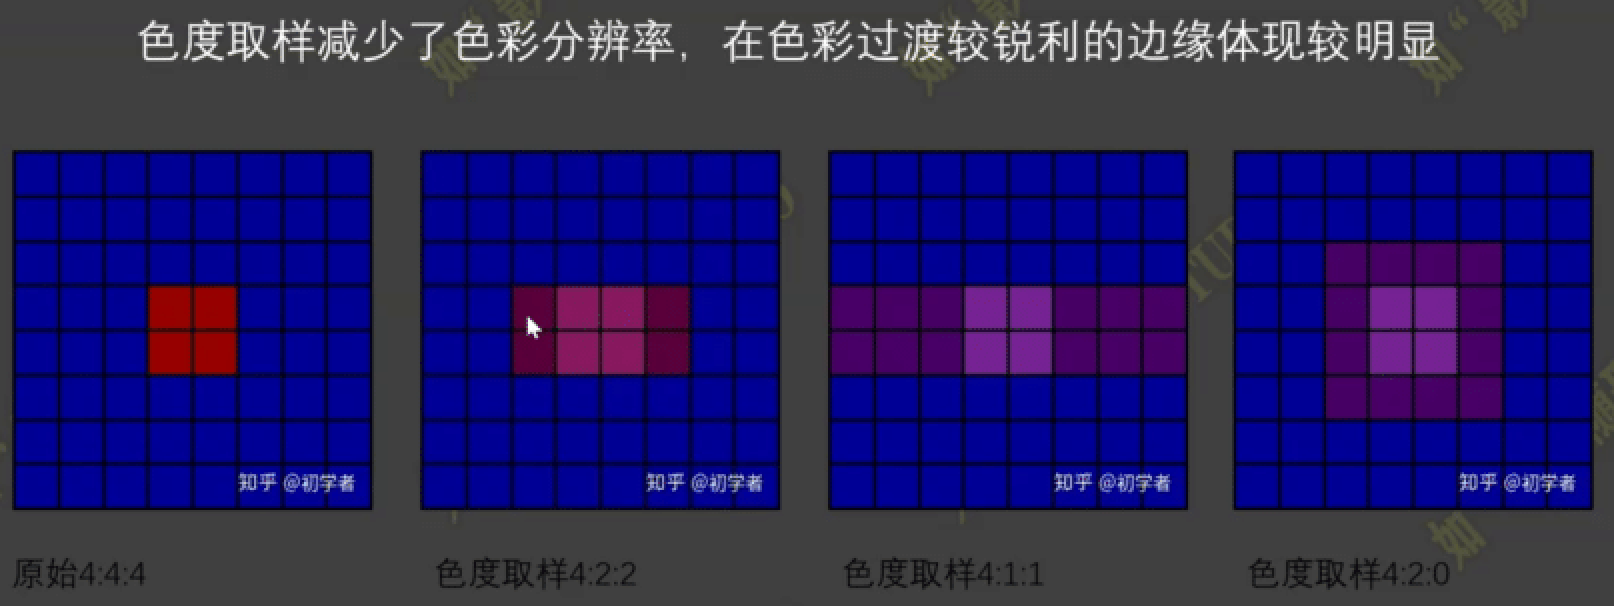 色度取样减少了色彩分辨率，在色彩过渡较锐利的边缘体现较明显
知乎 @初学者
知乎 @初学者
知乎 @初学者
知乎 @初学者
原始4:4:4
色度取样4:2:2
色度取样4:1:1
色度取样4:2:0